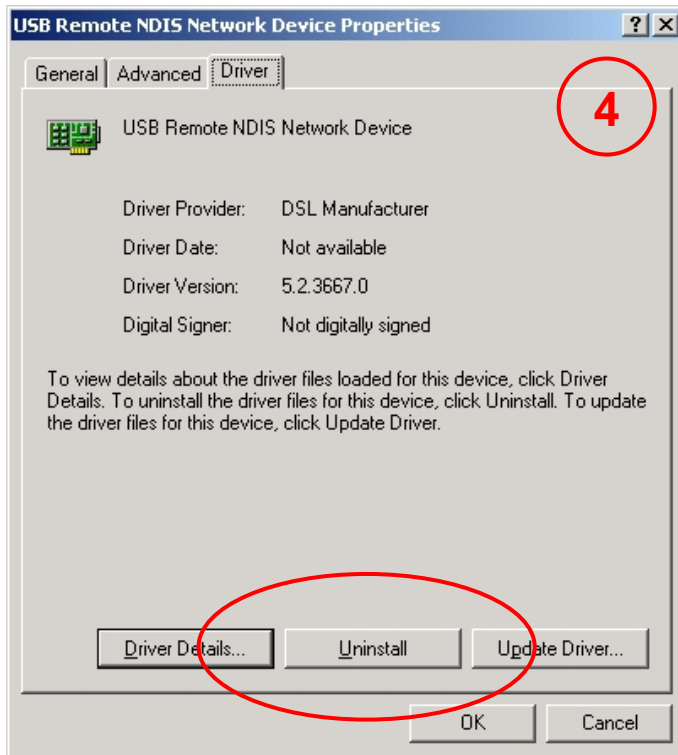 USB Remote NDIS Network Device Properties
General Advanced Driver
4
USB Remote NDIS Network Device
Driver Provider: DSL Manufacturer
Driver Date: Not available
Driver Version: 5.2.3667.0
Digital Signer: Not digitally signed
To view details about the driver files loaded for this device, click Driver
Details. To uninstall the driver files for this device, click Uninstall. To update
the driver files for this device, click Update Driver.
Driver Details... Uninstall Update Driver...
OK Cancel